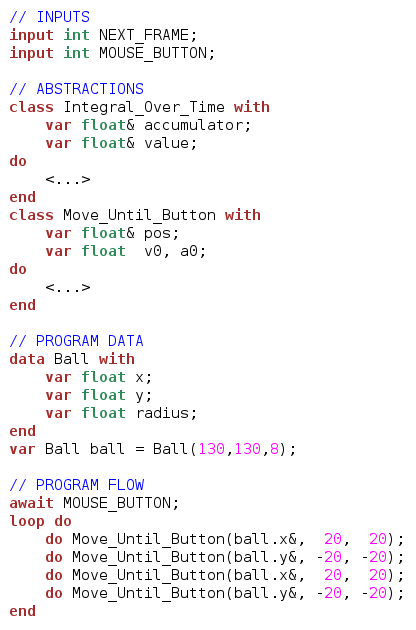 // INPUTS
input int NEXT_FRAME;
input int MOUSE_BUTTON;

// ABSTRACTIONS
class Integral_Over_Time with
    var float& accumulator;
    var float& value;
do
    <...>
end
class Move_Until_Button with
    var float& pos;
    var float  v0, a0;
do
    <...>
end

// PROGRAM DATA
data Ball with
    var float x;
    var float y;
    var float radius;
end
var Ball ball = Ball(130,130,8);

// PROGRAM FLOW
await MOUSE_BUTTON;
loop do
    do Move_Until_Button(ball.x&,  20,  20);
    do Move_Until_Button(ball.y&, -20, -20);
    do Move_Until_Button(ball.x&,  20,  20);
    do Move_Until_Button(ball.y&, -20, -20);
end